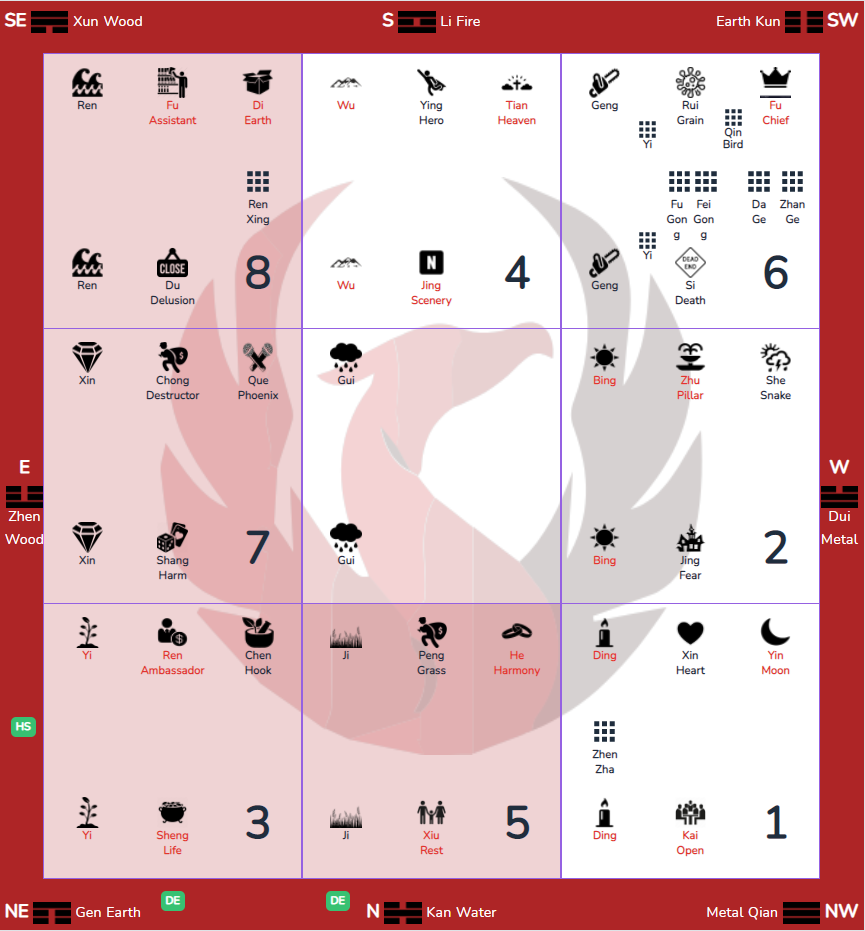 SE Xun Wood
S Li Fire
Earth Kun SW
Ren
Fu
Assistant
Di
Earth
Ren
Xing
Ren
Du
Delusion
CLOSE
8
Wu
Ying
Hero
Tian
Heaven
Wu
N
Jing
Scenery
4
Geng
Yi
Rui
Grain
Qin
Bird
Fu
Chief
Fu
Gon
g
Fei
Gon
g
Da
Ge
Zhan
Ge
Geng
Yi
DEAD
END
Si
Death
6
E
Zhen
Wood
Xin
Chong
Destructor
Que
Phoenix
Xin
Shang
Harm
7
Gui
Gui
Bing
Zhu
Pillar
She
Snake
Bing
Jing
Fear
2
W
Dui
Metal
HS
Yi
Ren
Ambassador
Chen
Hook
Yi
Sheng
Life
3
Ji
Peng
Grass
He
Harmony
Ji
Xiu
Rest
5
Ding
Xin
Heart
Yin
Moon
Zhen
Zha
Ding
Kai
Open
1
NE Gen Earth
DE
DE
N Kan Water
Metal Qian NW